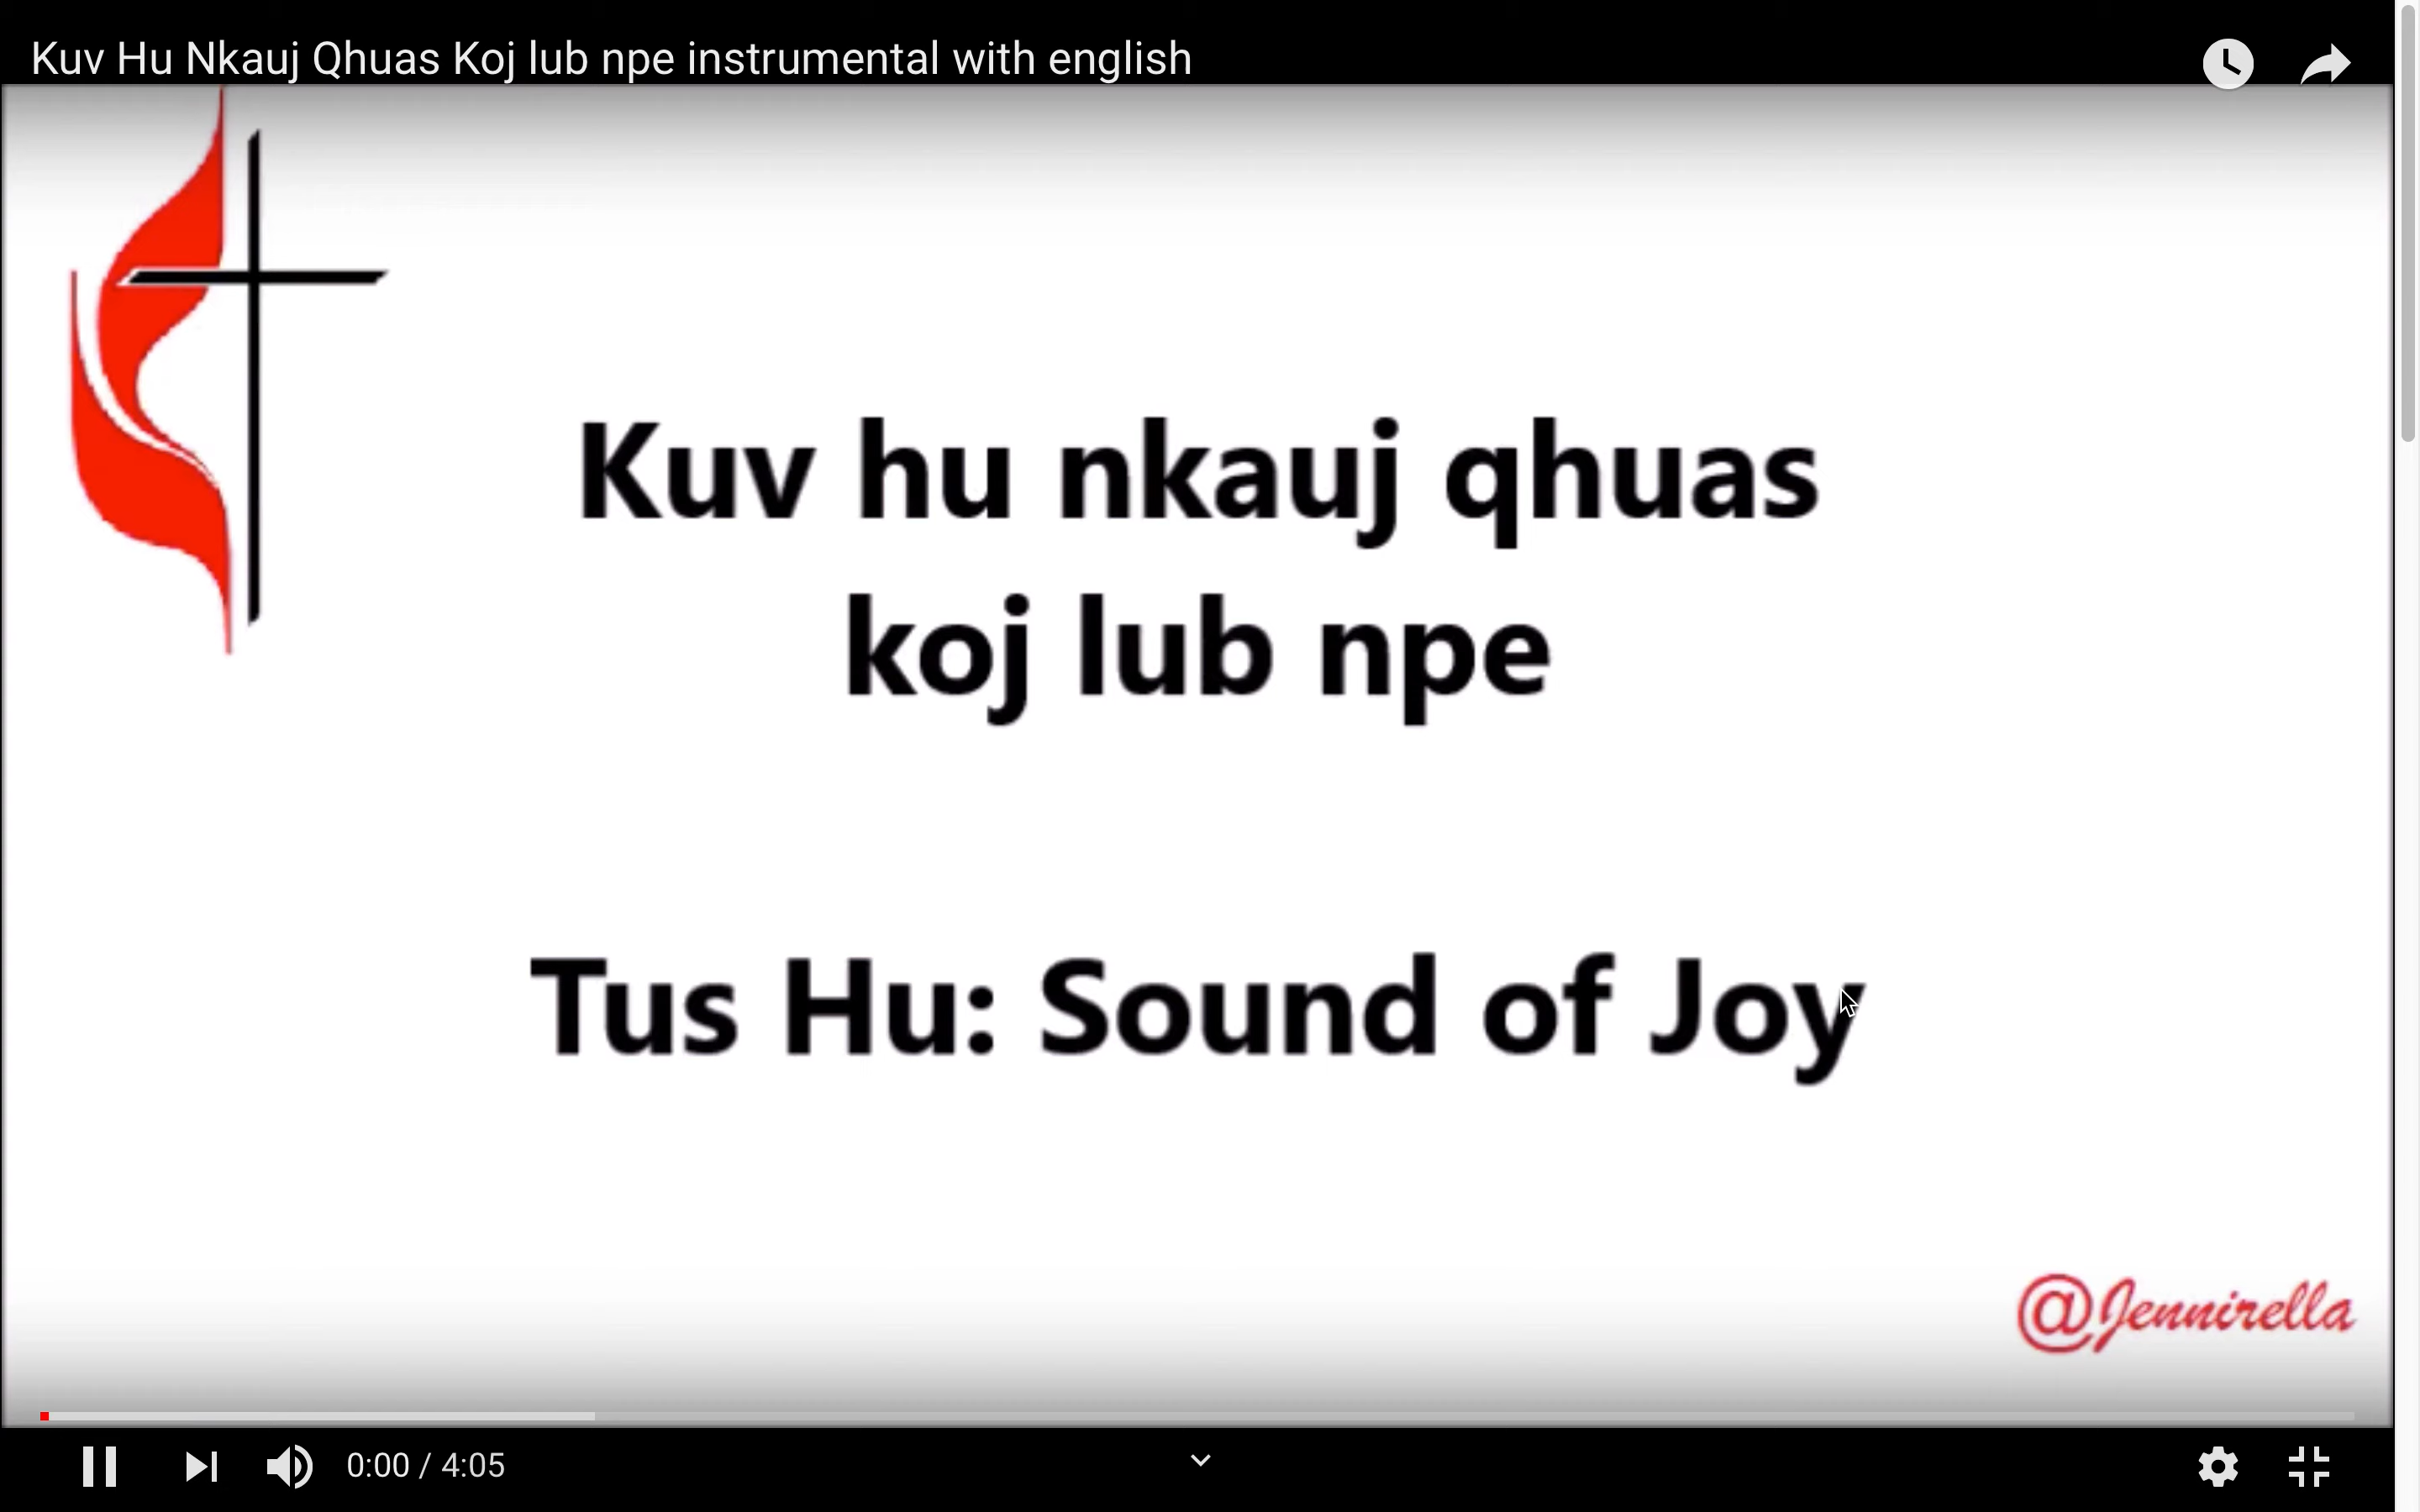 Kuv Hu Nkauj Qhuas Koj lub npe instrumental with english
Kuv hu nkauj qhuas
koj lub npe
Tus Hu: Sound of Joy
@Jennirella
0:00 / 4:05